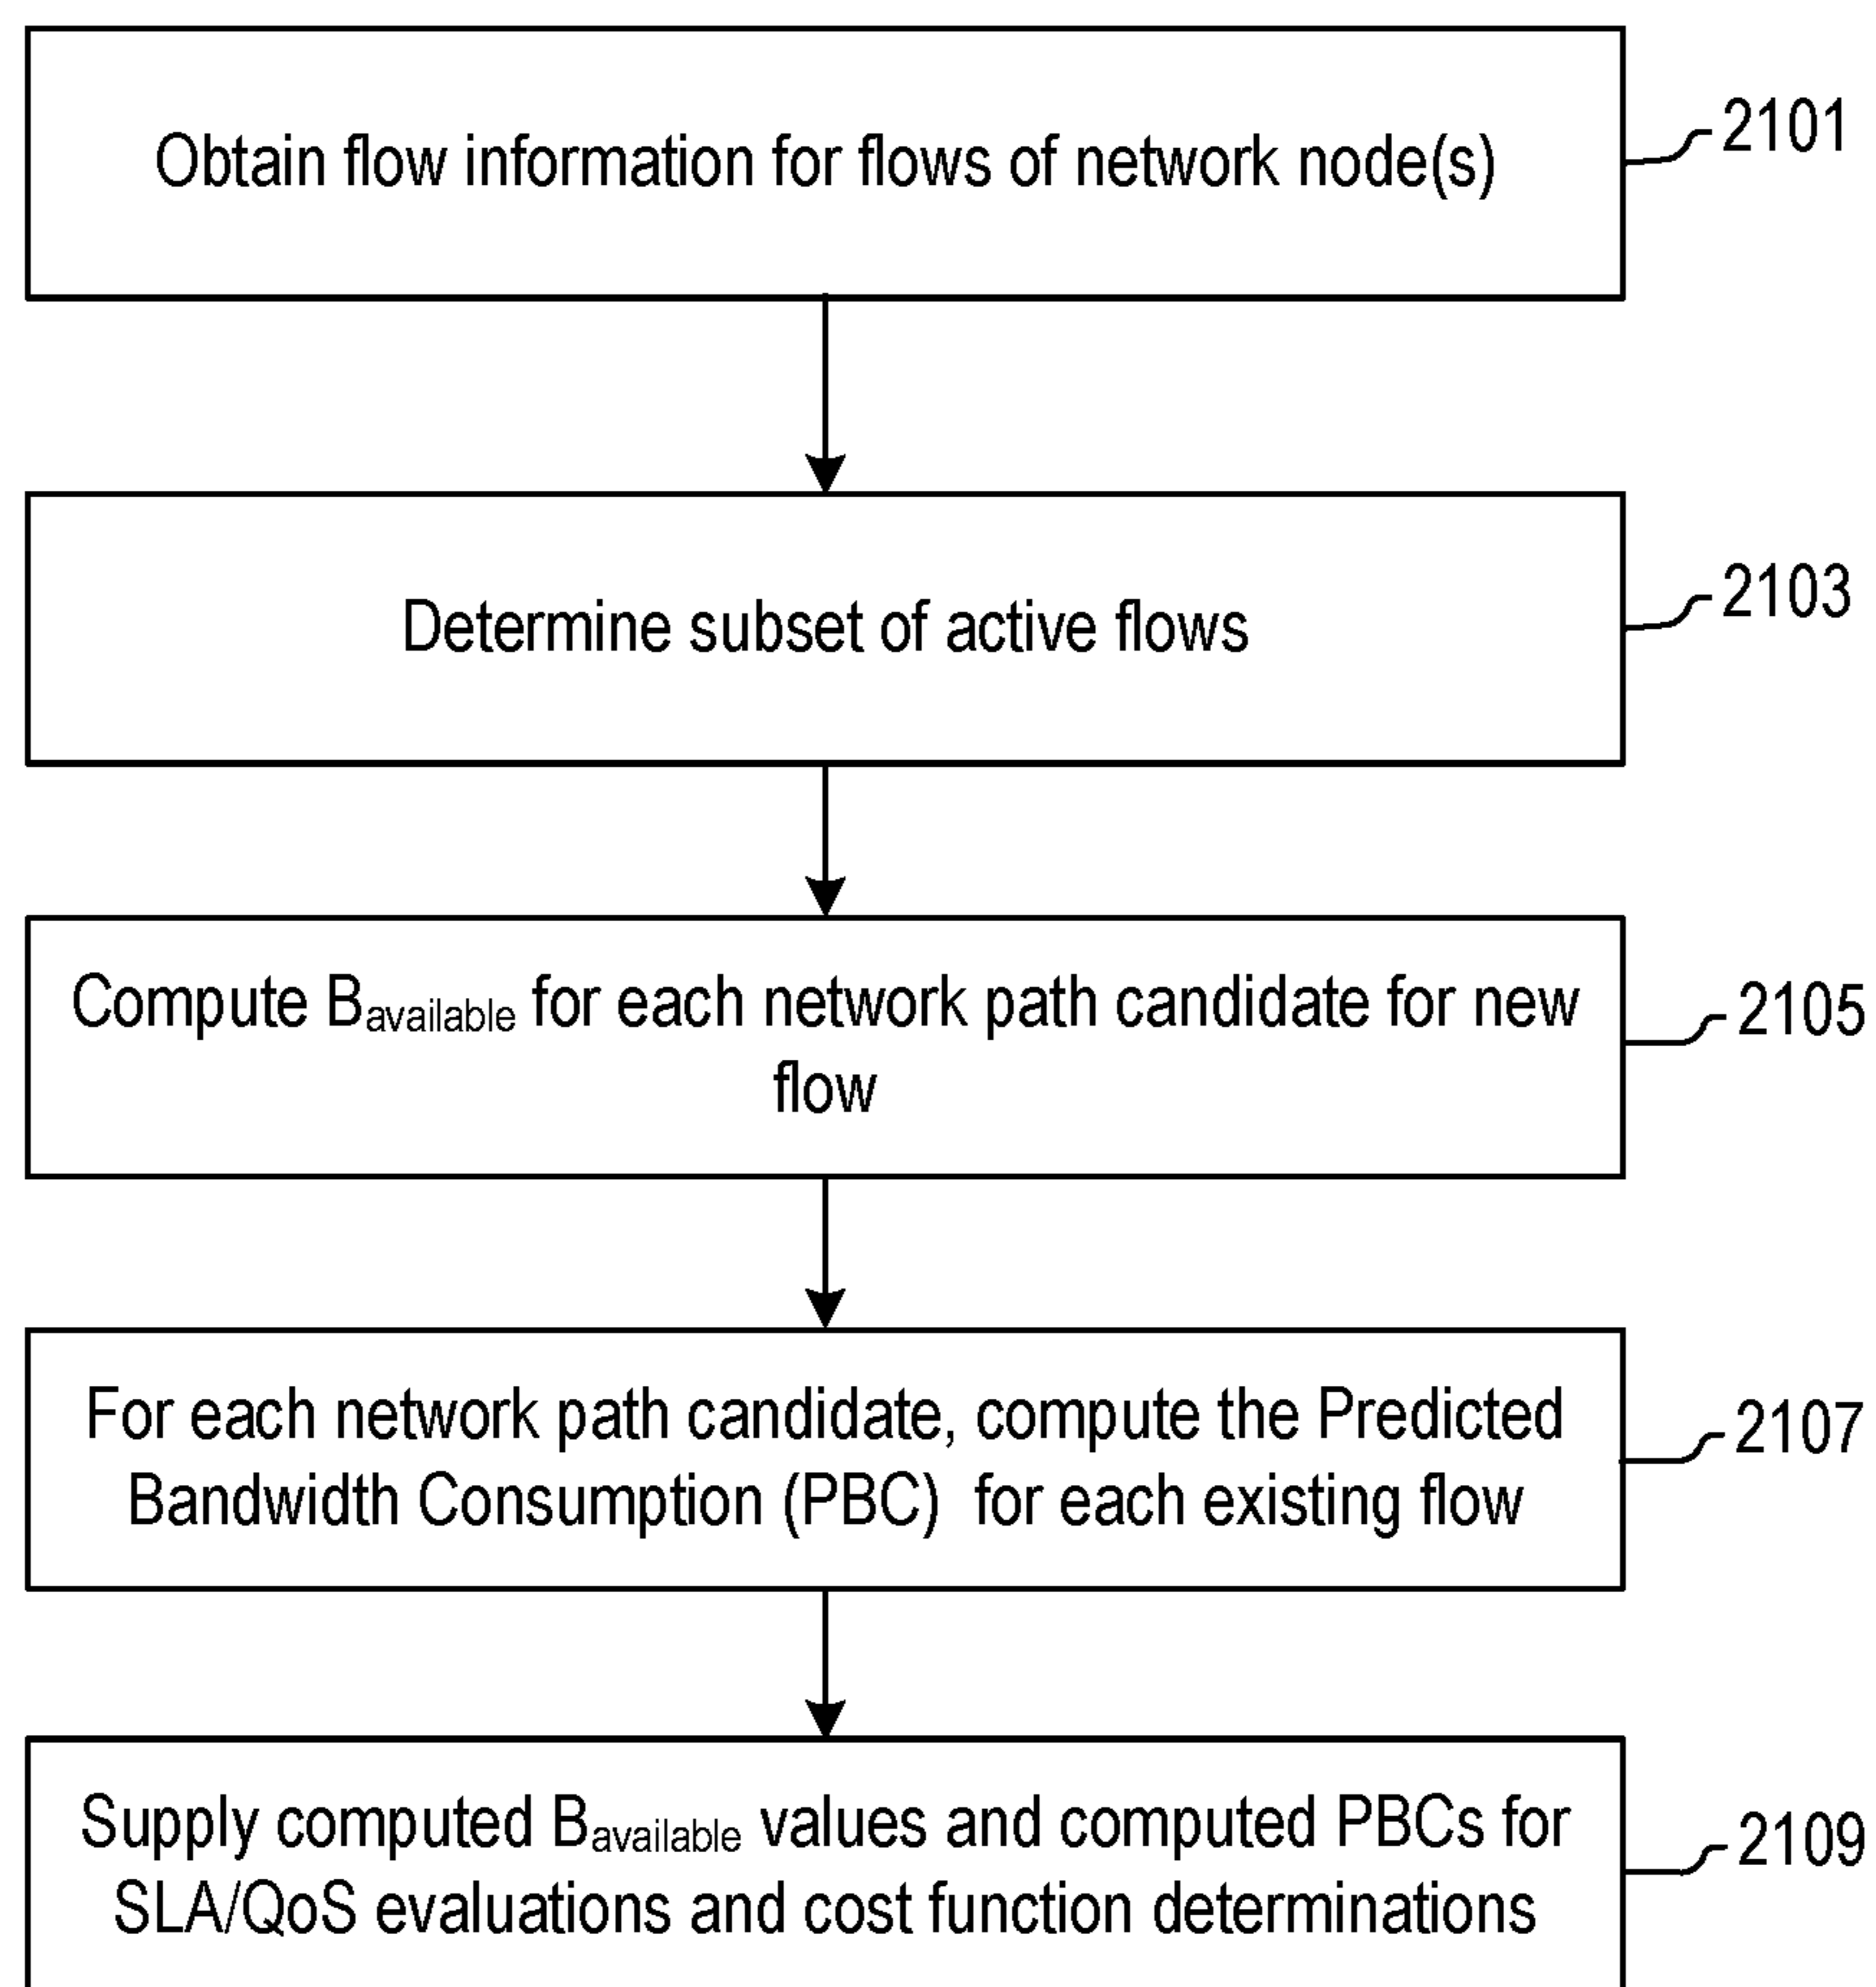 Obtain flow information for flows of network node(s)
2101
Determine subset of active flows
2103
Compute Bavailable for each network path candidate for new
flow
2105
For each network path candidate, compute the Predicted
Bandwidth Consumption (PBC) for each existing flow
2107
Supply computed Bavailable values and computed PBCs for
SLA/QoS evaluations and cost function determinations
2109